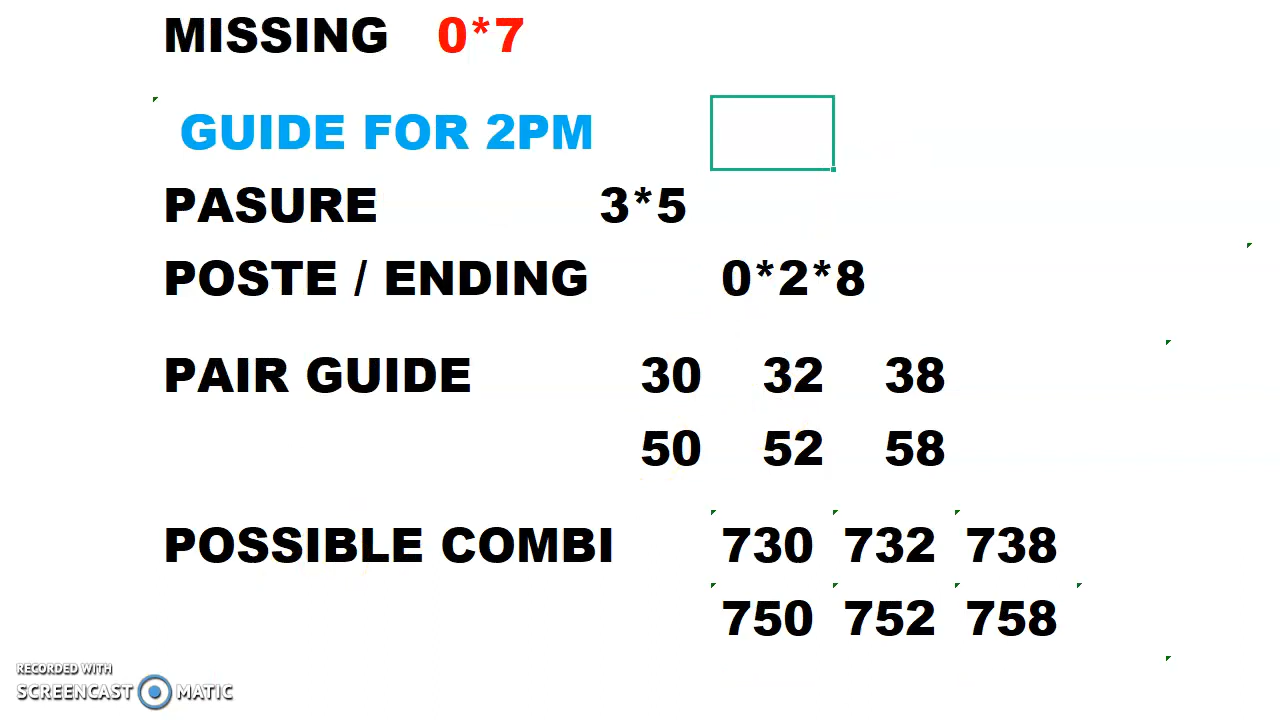 MISSING 0*7
GUIDE FOR 2PM
PASURE 3*5
POSTE / ENDING 0*2*8
PAIR GUIDE 30 32 38
50 52 58
POSSIBLE COMBI 730 732 738
750 752 758
RECORDED WITH
SCREENCAST MATIC